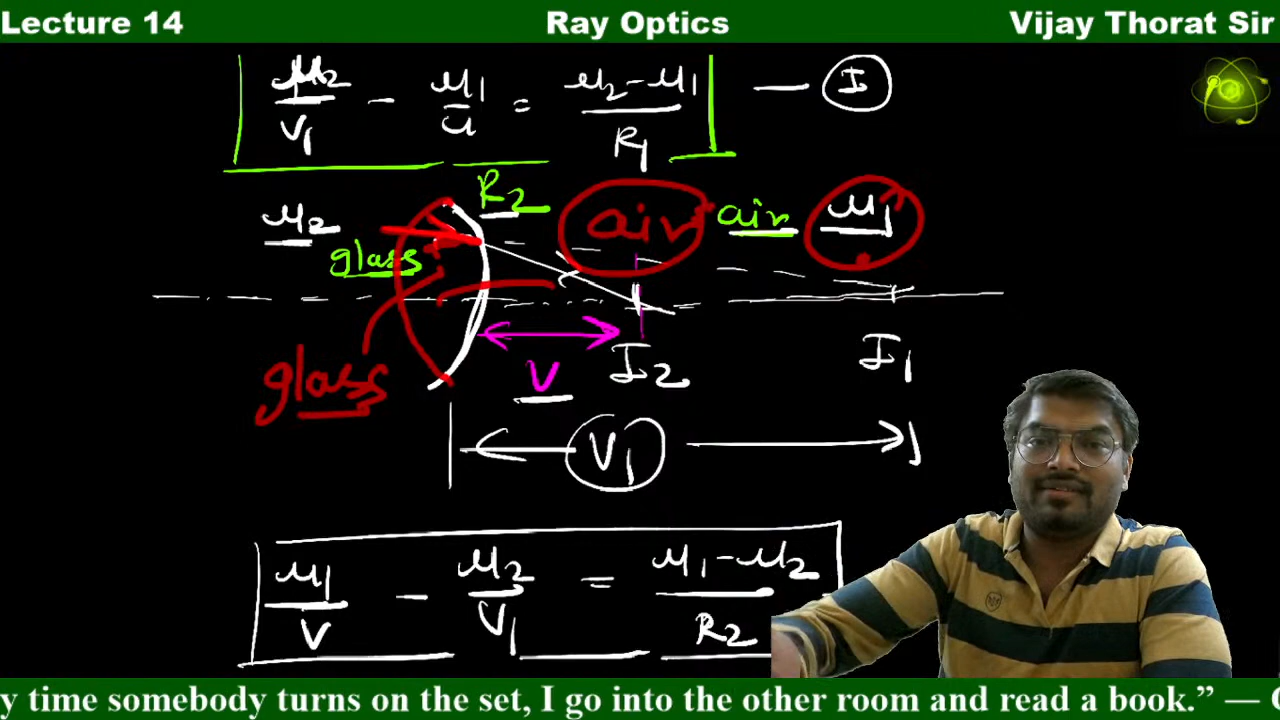 Lecture 14 Ray Optics Vijay Thorat Sir
μ2/V1 - μ1/u = μ2-μ1/R1 — I
R2
μ2 air air μ1
glass
I1
V I2
glass
V1
μ1/V - μ2/V1 = μ1-μ2/R2
y time somebody turns on the set, I go into the other room and read a book.” —